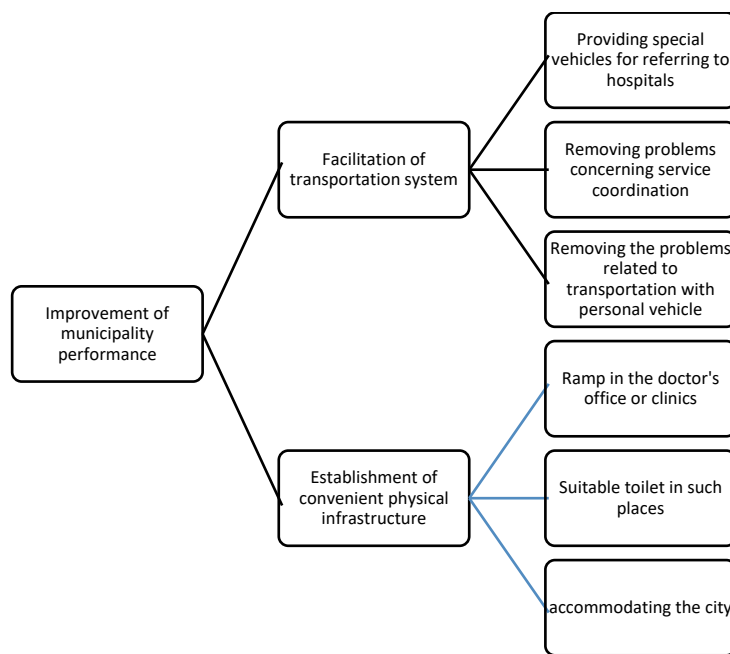 Improvement of
municipality
performance
Facilitation of
transportation system
Providing special
vehicles for referring to
hospitals
Removing problems
concerning service
coordination
Removing the problems
related to
transportation with
personal vehicle
Establishment of
convenient physical
infrastructure
Ramp in the doctor's
office or clinics
Suitable toilet in such
places
accommodating the city